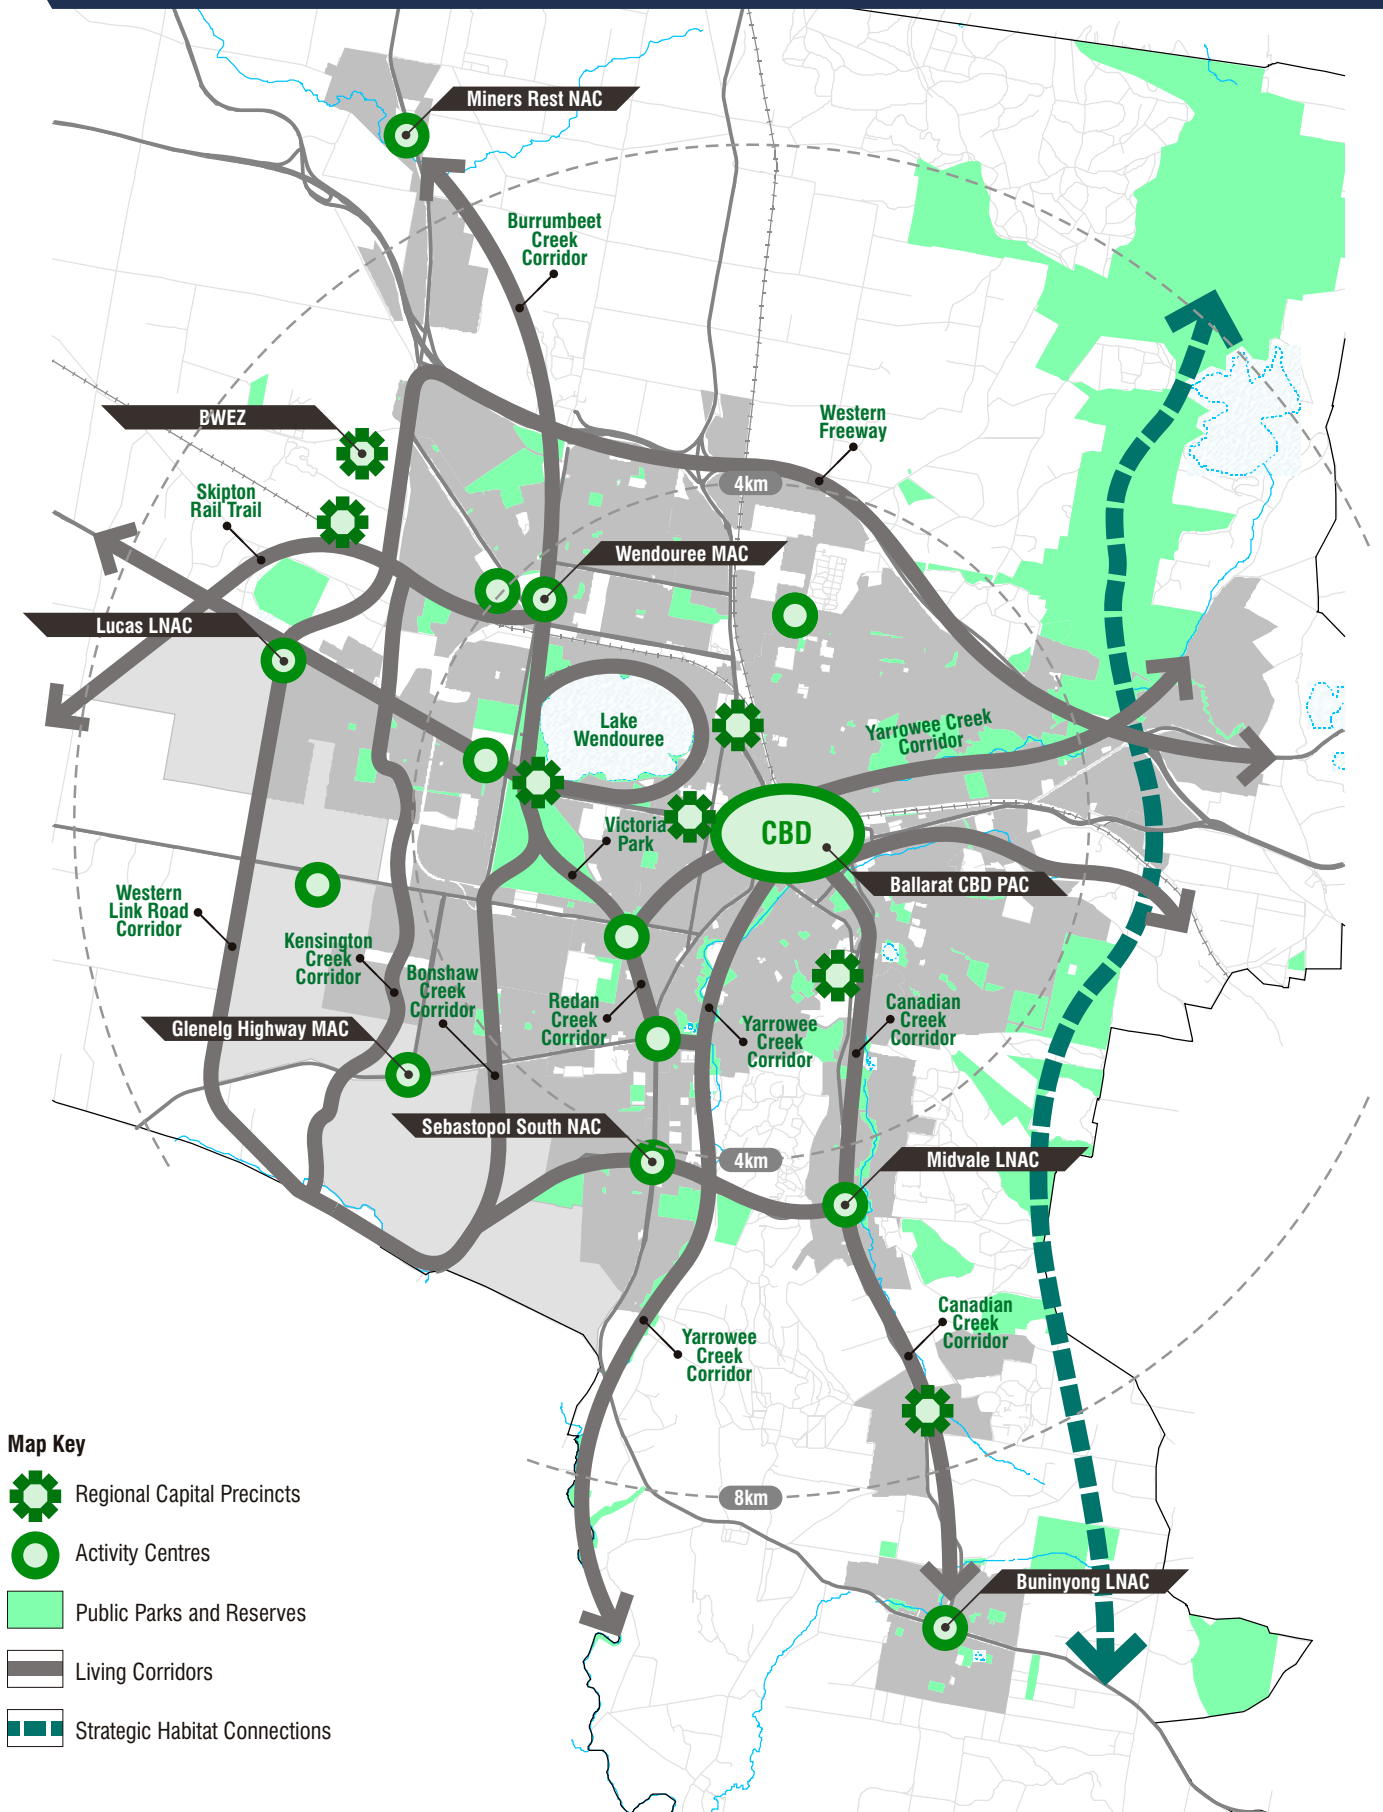 Miners Rest NAC
Burrumbeet
Creek
Corridor
BWEZ
Western
Freeway
4km
Skipton
Rail Trail
Wendouree MAC
Lucas LNAC
Lake
Wendouree
Yarrowee Creek
Corridor
Victoria
Park
CBD
Ballarat CBD PAC
Western
Link Road
Corridor
Kensington
Creek
Corridor
Bonshaw
Creek
Corridor
Redan
Creek
Corridor
Yarrowee
Creek
Corridor
Canadian
Creek
Corridor
Glenelg Highway MAC
Sebastopol South NAC
4km
Midvale LNAC
Canadian
Creek
Corridor
Yarrowee
Creek
Corridor
8km
Buninyong LNAC
Map Key
Regional Capital Precincts
Activity Centres
Public Parks and Reserves
Living Corridors
Strategic Habitat Connections